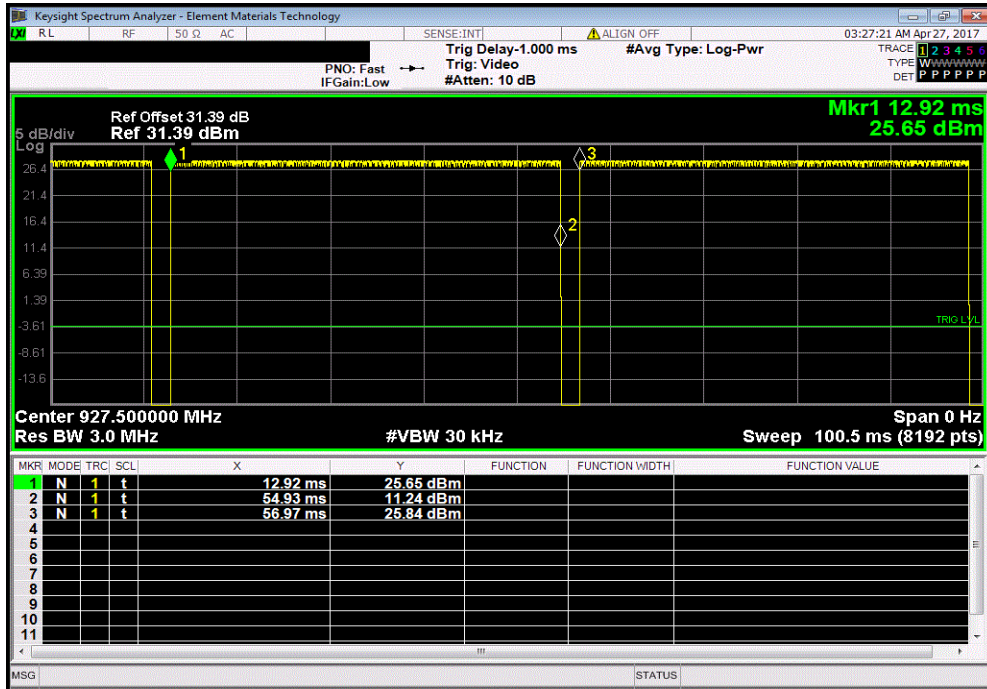 Keysight Spectrum Analyzer - Element Materials Technology
LXI RL RF 50 Ω AC SENSE:INT ALIGN OFF 03:27:21 AM Apr 27, 2017
Trig Delay-1.000 ms #Avg Type: Log-Pwr TRACE 1 2 3 4 5 6
PNO: Fast Trig: Video TYPE WWWWWW
IFGain:Low #Atten: 10 dB DET P P P P P P
Mkr1 12.92 ms
25.65 dBm
Ref Offset 31.39 dB
5 dB/div Ref 31.39 dBm
Log
1
3
26.4
21.4
16.4
2
11.4
6.39
1.39
-3.61
TRIG LVL
-8.61
-13.6
Center 927.500000 MHz Span 0 Hz
Res BW 3.0 MHz #VBW 30 kHz Sweep 100.5 ms (8192 pts)
MKR MODE TRC SCL X Y FUNCTION FUNCTION WIDTH FUNCTION VALUE
1 N 1 t 12.92 ms 25.65 dBm
2 N 1 t 54.93 ms 11.24 dBm
3 N 1 t 56.97 ms 25.84 dBm
4
5
6
7
8
9
10
11
MSG STATUS